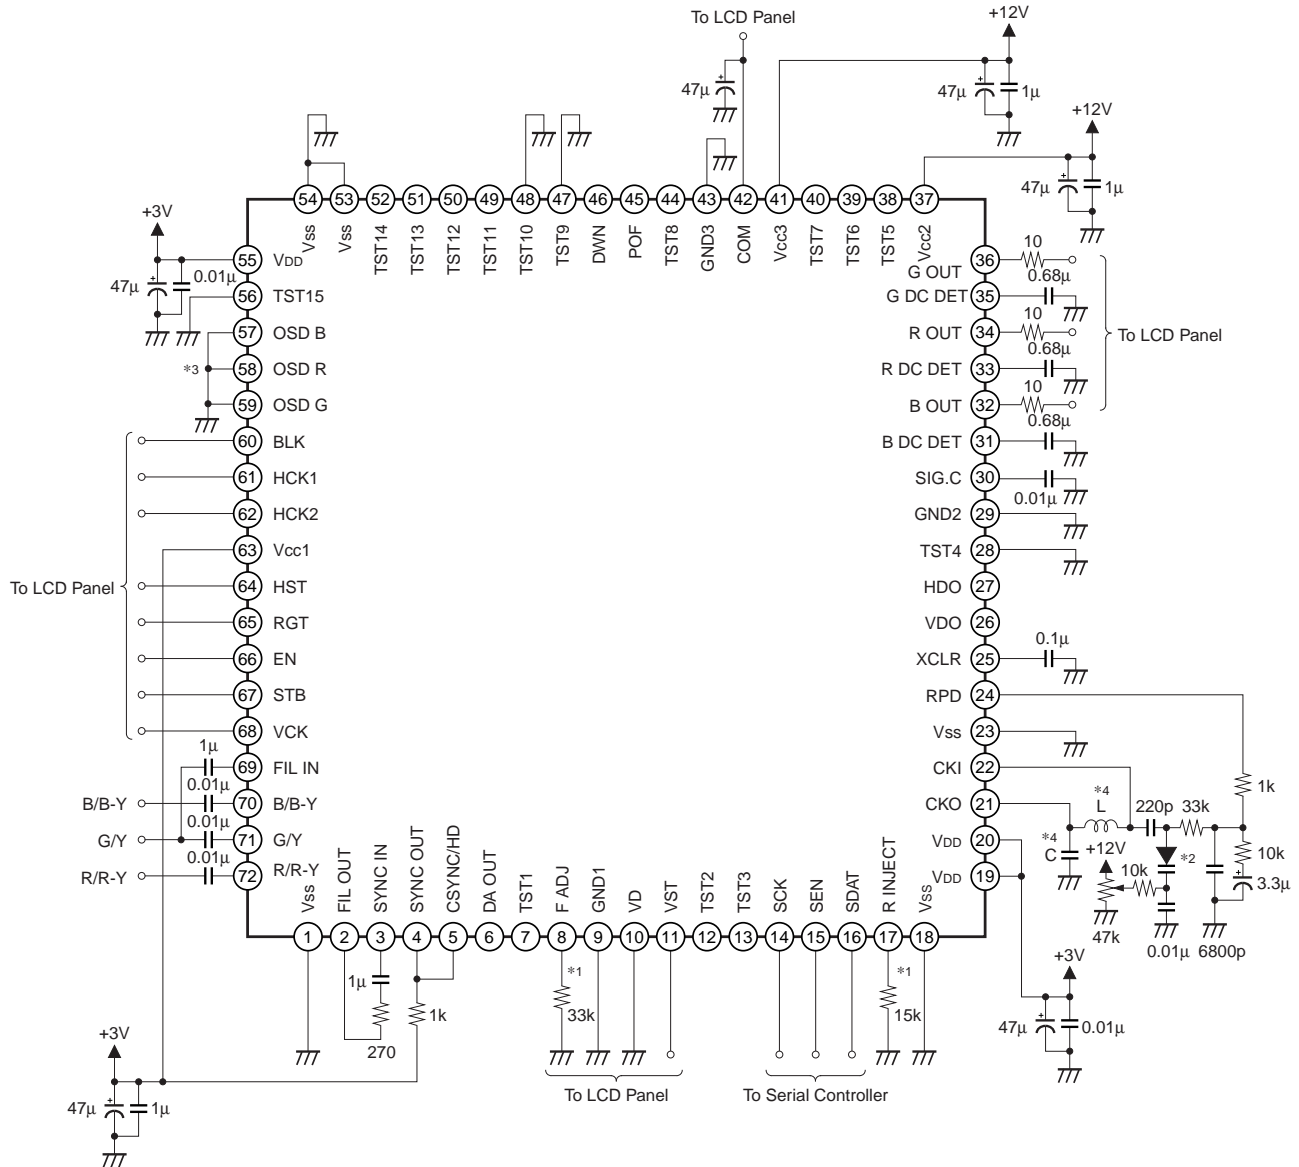 To LCD Panel
+12V
47μ
47μ
1μ
+12V
47μ
1μ
54 53 52 51 50 49 48 47 46 45 44 43 42 41 40 39 38 37
Vss
Vss
TST14
TST13
TST12
TST11
TST10
TST9
DWN
POF
TST8
GND3
COM
Vcc3
TST7
TST6
TST5
Vcc2
+3V
47μ
0.01μ
55 VDD
56 TST15
57 OSD B
*3
58 OSD R
59 OSD G
60 BLK
61 HCK1
62 HCK2
63 Vcc1
To LCD Panel
64 HST
65 RGT
66 EN
67 STB
68 VCK
1μ
69 FIL IN
0.01μ
B/B-Y
70 B/B-Y
0.01μ
G/Y
71 G/Y
0.01μ
R/R-Y
72 R/R-Y
G OUT 36
10
0.68μ
G DC DET 35
10
R OUT 34
To LCD Panel
0.68μ
R DC DET 33
10
B OUT 32
0.68μ
B DC DET 31
SIG.C 30
0.01μ
GND2 29
TST4 28
HDO 27
VDO 26
0.1μ
XCLR 25
RPD 24
Vss 23
CKI 22
1k
CKO 21
*4
L
220p
33k
VDD 20
*4
C
+12V
*2
10k
10k
3.3μ
VDD 19
47k
0.01μ
6800p
+3V
47μ
0.01μ
Vss
FIL OUT
SYNC IN
SYNC OUT
CSYNC/HD
DA OUT
TST1
F ADJ
GND1
VD
VST
TST2
TST3
SCK
SEN
SDAT
R INJECT
Vss
1 2 3 4 5 6 7 8 9 10 11 12 13 14 15 16 17 18
1μ
270
1k
*1
33k
*1
15k
To LCD Panel
To Serial Controller
+3V
47μ
1μ